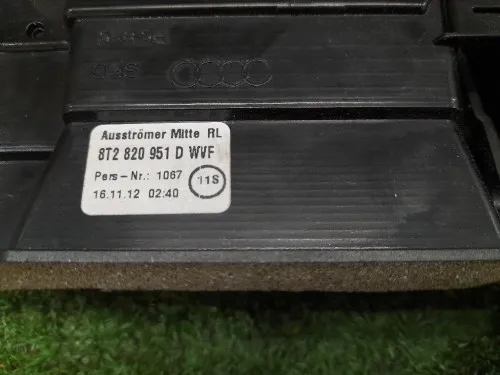 Ausströmer Mitte RL
8T2 820 951 D WVF
Pers-Nr.: 1067
11S
16.11.12 02:40